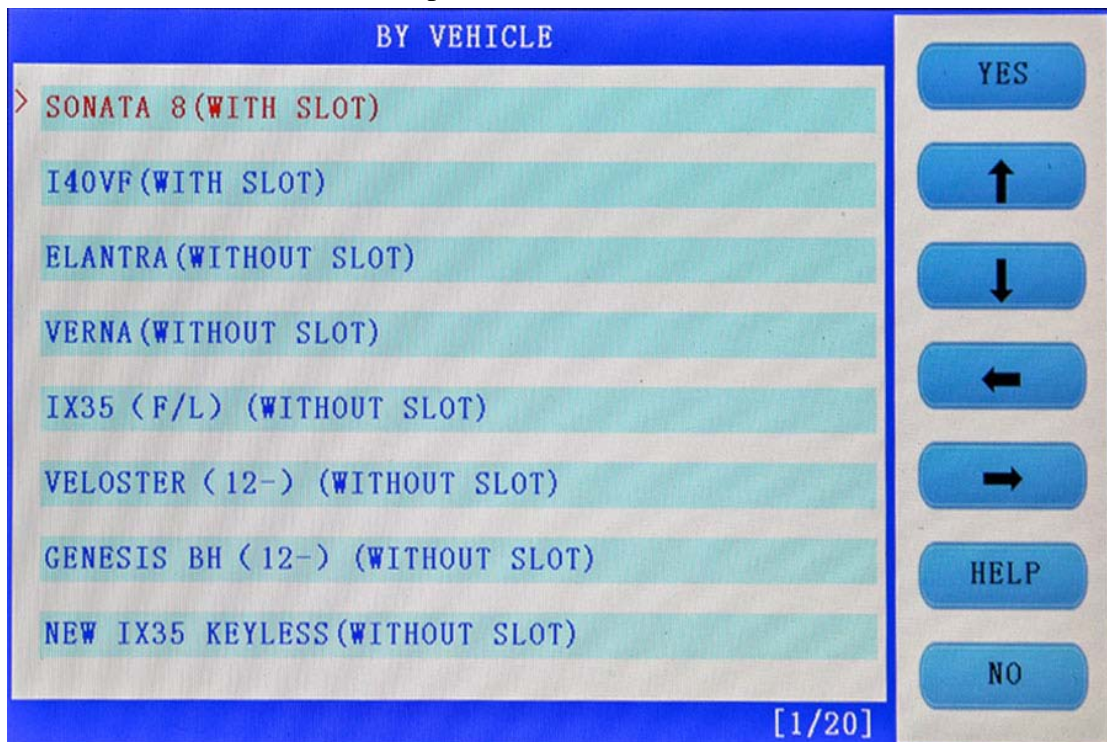 BY VEHICLE
> SONATA 8(WITH SLOT)
I40VF(WITH SLOT)
ELANTRA(WITHOUT SLOT)
VERNA(WITHOUT SLOT)
IX35 (F/L) (WITHOUT SLOT)
VELOSTER (12-) (WITHOUT SLOT)
GENESIS BH (12-) (WITHOUT SLOT)
NEW IX35 KEYLESS(WITHOUT SLOT)
[1/20]
YES
↑
↓
←
→
HELP
NO